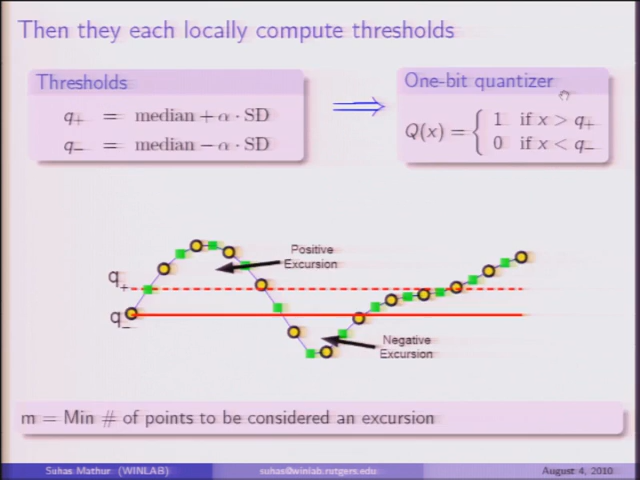 Then they each locally compute thresholds
Thresholds
q₊ = median + α · SD
q₋ = median − α · SD
One-bit quantizer
Q(x) = { 1 if x > q₊
0 if x < q₋
Positive
Excursion
q₊
q₋
Negative
Excursion
m = Min # of points to be considered an excursion
Suhas Mathur (WINLAB) suhas@winlab.rutgers.edu August 4, 2010